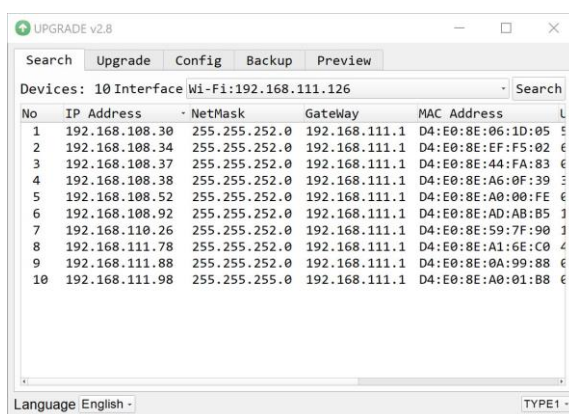 UPGRADE v2.8
Search Upgrade Config Backup Preview
Devices: 10 Interface Wi-Fi:192.168.111.126 Search
No IP Address NetMask GateWay MAC Address
1 192.168.108.30 255.255.252.0 192.168.111.1 D4:E0:8E:06:1D:05
2 192.168.108.34 255.255.252.0 192.168.111.1 D4:E0:8E:EF:F5:02
3 192.168.108.37 255.255.252.0 192.168.111.1 D4:E0:8E:44:FA:83
4 192.168.108.38 255.255.252.0 192.168.111.1 D4:E0:8E:A6:0F:39
5 192.168.108.52 255.255.252.0 192.168.111.1 D4:E0:8E:A0:00:FE
6 192.168.108.92 255.255.252.0 192.168.111.1 D4:E0:8E:AD:AB:B5
7 192.168.110.26 255.255.252.0 192.168.111.1 D4:E0:8E:59:7F:90
8 192.168.111.78 255.255.252.0 192.168.111.1 D4:E0:8E:A1:6E:C0
9 192.168.111.88 255.255.252.0 192.168.111.1 D4:E0:8E:0A:99:88
10 192.168.111.98 255.255.255.0 192.168.111.1 D4:E0:8E:A0:01:B8
Language English TYPE1